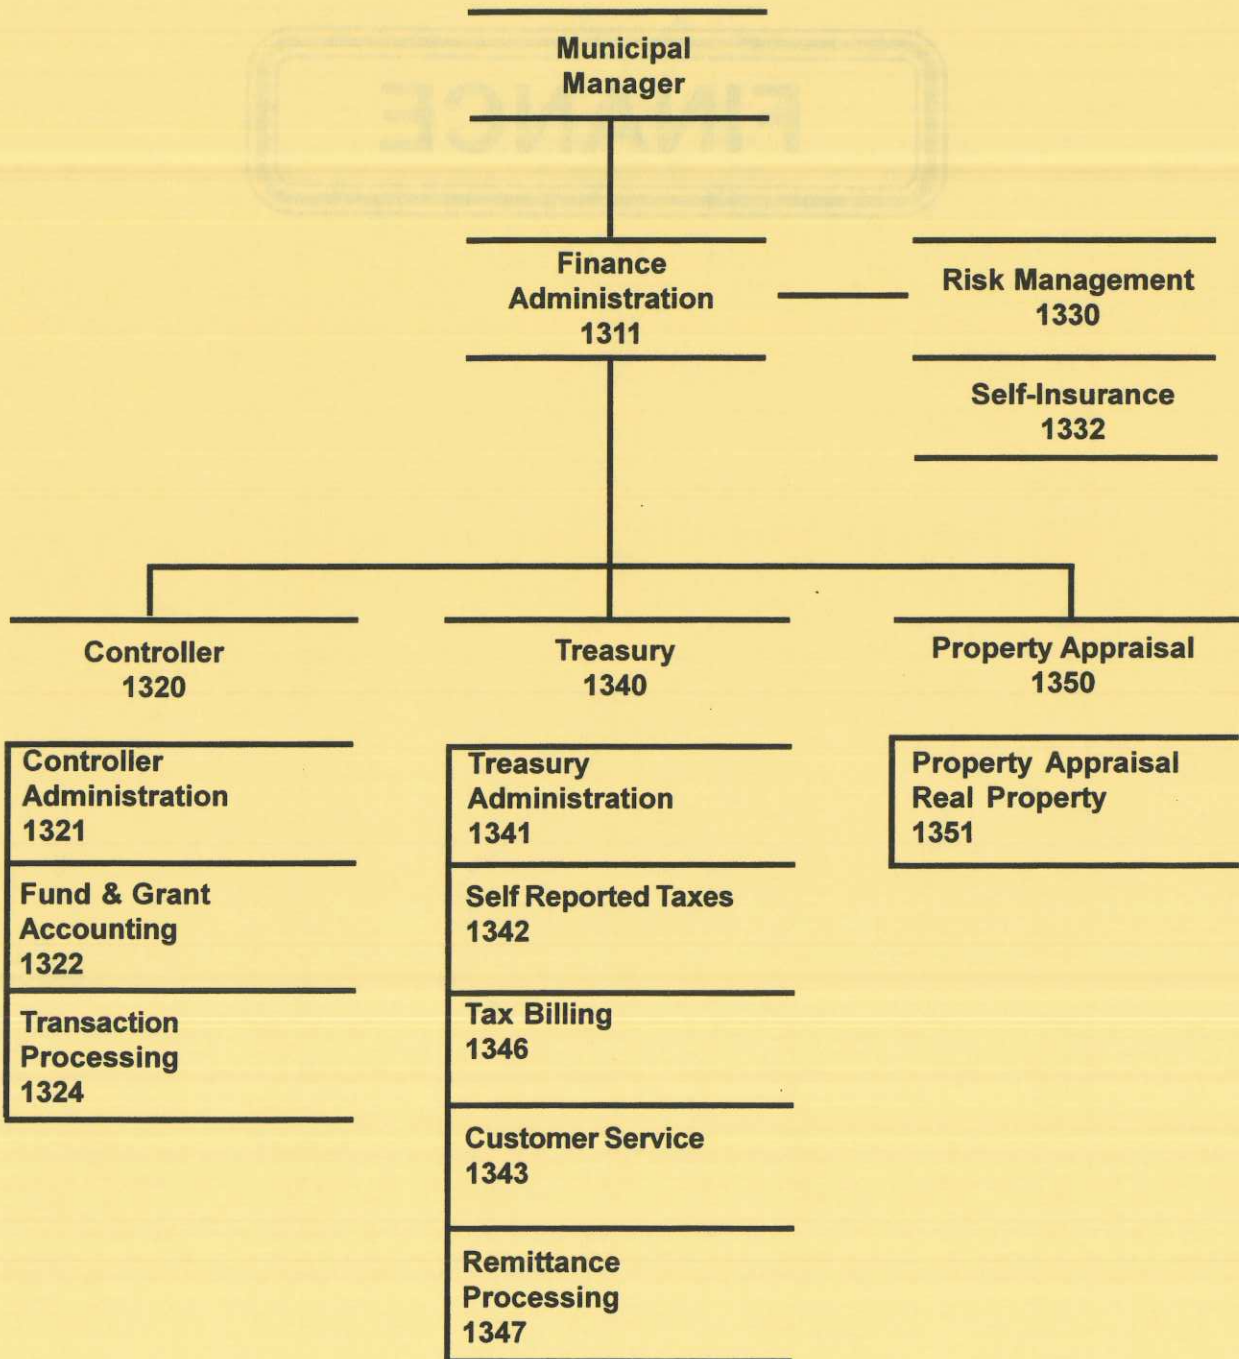 Municipal
Manager
Finance
Administration
1311
Risk Management
1330
Self-Insurance
1332
Controller
1320
Treasury
1340
Property Appraisal
1350
Controller
Administration
1321
Fund & Grant
Accounting
1322
Transaction
Processing
1324
Treasury
Administration
1341
Self Reported Taxes
1342
Tax Billing
1346
Customer Service
1343
Remittance
Processing
1347
Property Appraisal
Real Property
1351
FINANCE